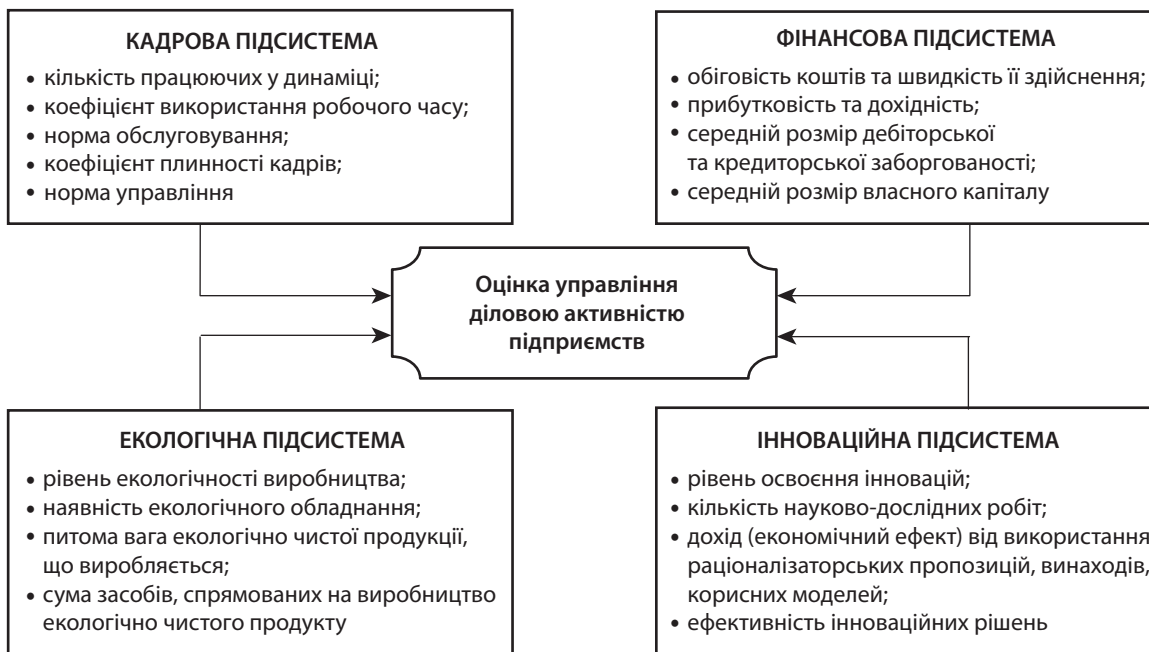 КАДРОВА ПІДСИСТЕМА
• кількість працюючих у динаміці;
• коефіцієнт використання робочого часу;
• норма обслуговування;
• коефіцієнт плинності кадрів;
• норма управління
ФІНАНСОВА ПІДСИСТЕМА
• обіговість коштів та швидкість її здійснення;
• прибутковість та дохідність;
• середній розмір дебіторської
та кредиторської заборгованості;
• середній розмір власного капіталу
Оцінка управління
діловою активністю
підприємств
ЕКОЛОГІЧНА ПІДСИСТЕМА
• рівень екологічності виробництва;
• наявність екологічного обладнання;
• питома вага екологічно чистої продукції,
що виробляється;
• сума засобів, спрямованих на виробництво
екологічно чистого продукту
ІННОВАЦІЙНА ПІДСИСТЕМА
• рівень освоєння інновацій;
• кількість науково-дослідних робіт;
• дохід (економічний ефект) від використання
раціоналізаторських пропозицій, винаходів,
корисних моделей;
• ефективність інноваційних рішень